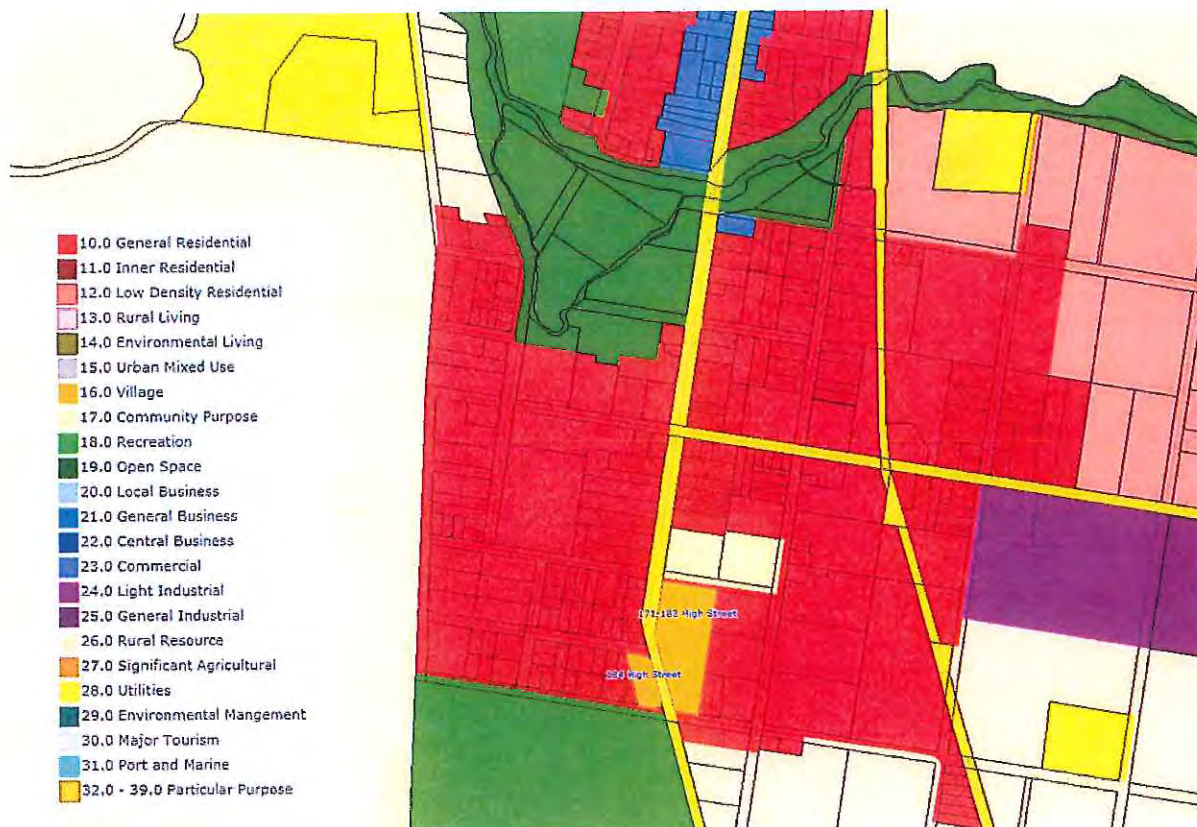 10.0 General Residential
11.0 Inner Residential
12.0 Low Density Residential
13.0 Rural Living
14.0 Environmental Living
15.0 Urban Mixed Use
16.0 Village
17.0 Community Purpose
18.0 Recreation
19.0 Open Space
20.0 Local Business
21.0 General Business
22.0 Central Business
23.0 Commercial
24.0 Light Industrial
25.0 General Industrial
26.0 Rural Resource
27.0 Significant Agricultural
28.0 Utilities
29.0 Environmental Mangement
30.0 Major Tourism
31.0 Port and Marine
32.0 - 39.0 Particular Purpose
171-183 High Street
184 High Street